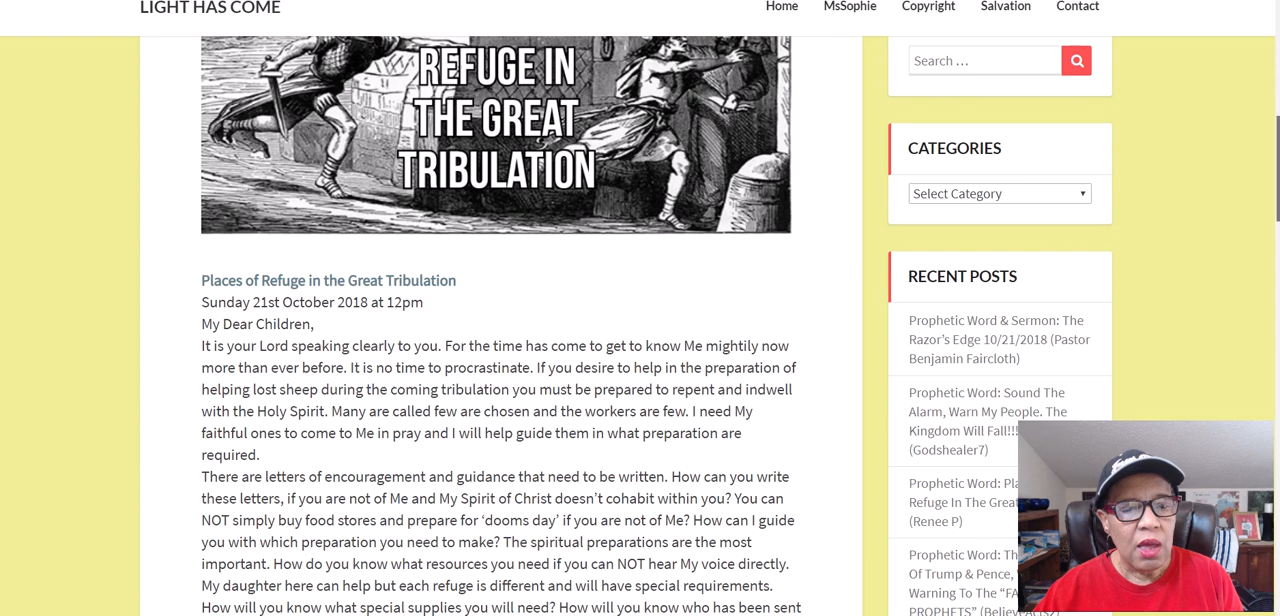 LIGHT HAS COME
Home MsSophie Copyright Salvation Contact
REFUGE IN
THE GREAT
TRIBULATION
Places of Refuge in the Great Tribulation
Sunday 21st October 2018 at 12pm
My Dear Children,
It is your Lord speaking clearly to you. For the time has come to get to know Me mightily now
more than ever before. It is no time to procrastinate. If you desire to help in the preparation of
helping lost sheep during the coming tribulation you must be prepared to repent and indwell
with the Holy Spirit. Many are called few are chosen and the workers are few. I need My
faithful ones to come to Me in pray and I will help guide them in what preparation are
required.
There are letters of encouragement and guidance that need to be written. How can you write
these letters, if you are not of Me and My Spirit of Christ doesn't cohabit within you? You can
NOT simply buy food stores and prepare for 'dooms day' if you are not of Me? How can I guide
you with which preparation you need to make? The spiritual preparations are the most
important. How do you know what resources you need if you can NOT hear My voice directly.
My daughter here can help but each refuge is different and will have special requirements.
How will you know what special supplies you will need? How will you know who has been sent
Search …
CATEGORIES
Select Category
RECENT POSTS
Prophetic Word & Sermon: The
Razor's Edge 10/21/2018 (Pastor
Benjamin Faircloth)
Prophetic Word: Sound The
Alarm, Warn My People. The
Kingdom Will Fall!!!
(Godshealer7)
Prophetic Word: Pla
Refuge In The Great
(Renee P)
Prophetic Word: Th
Of Trump & Pence,
Warning To The "FA
PROPHETS" (Believ